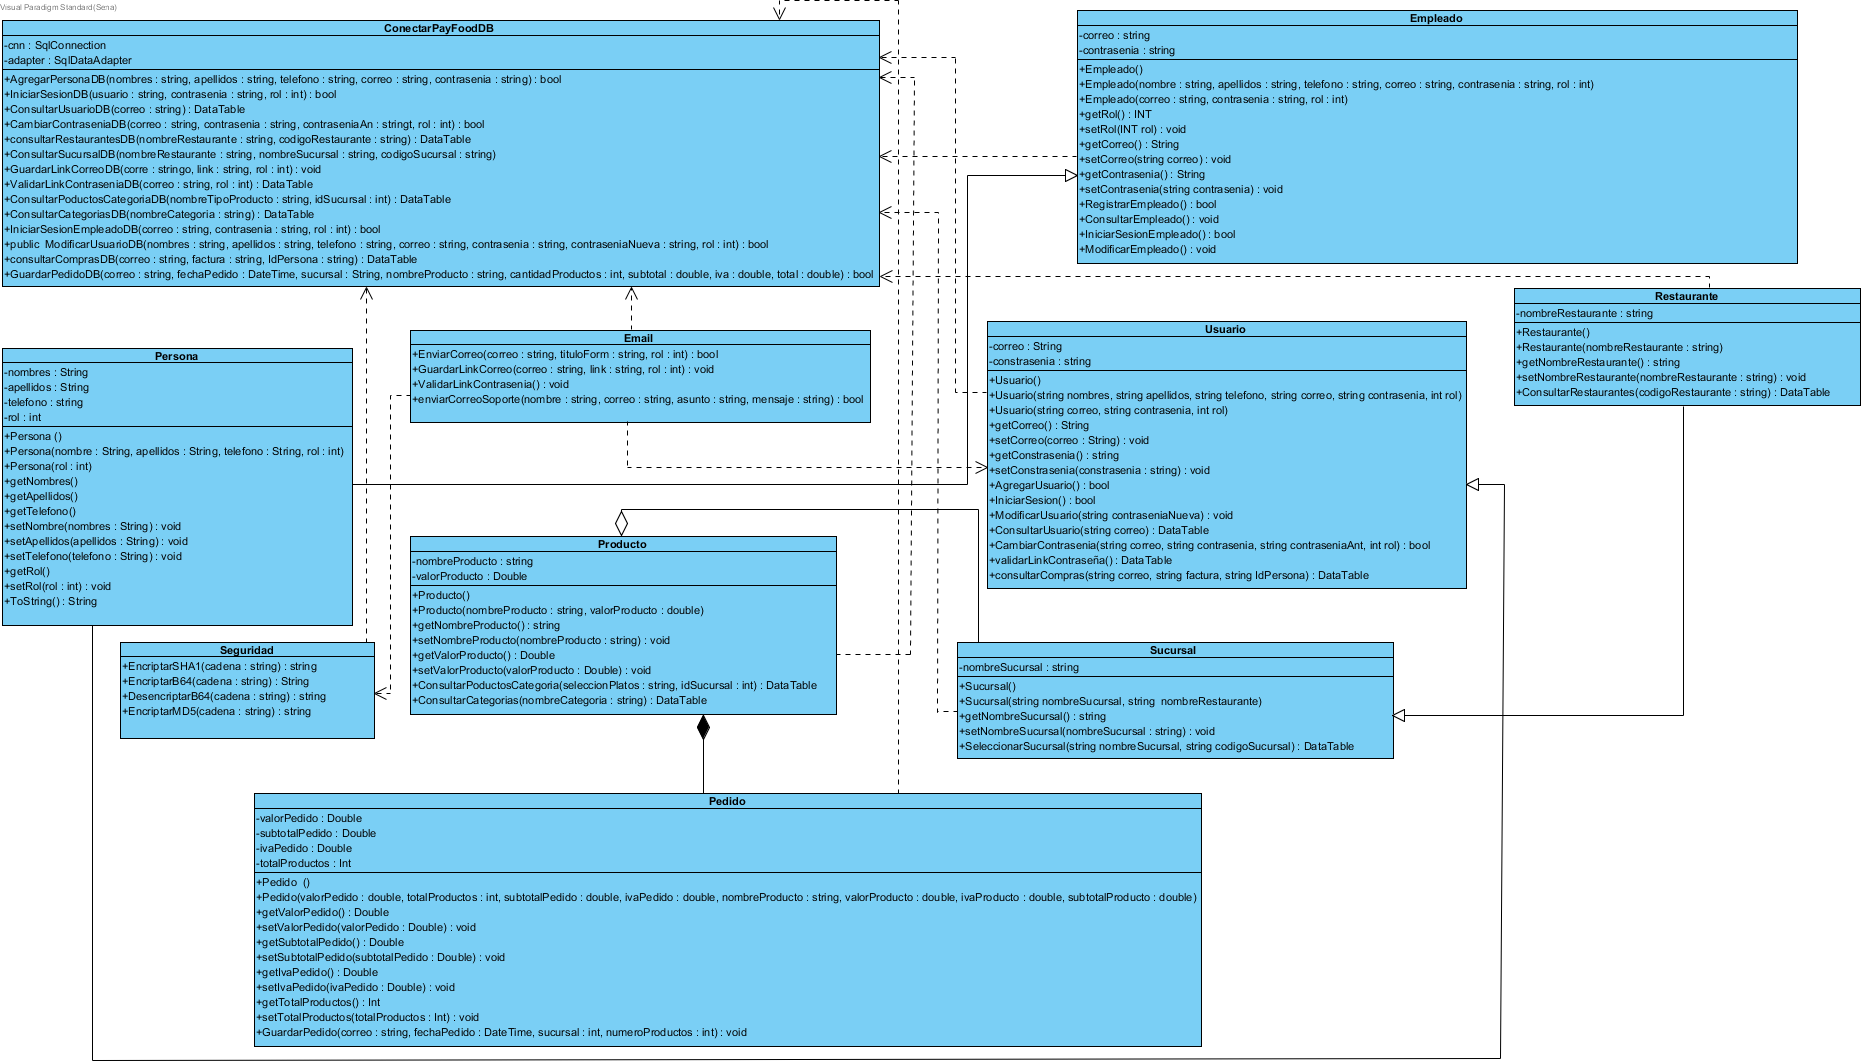 Visual Paradigm Standard(Sena)
ConectarPayFoodDB
-cnn : SqlConnection
-adapter : SqlDataAdapter
+AgregarPersonaDB(nombres : string, apellidos : string, telefono : string, correo : string, contrasenia : string) : bool
+IniciarSesionDB(usuario : string, contrasenia : string, rol : int) : bool
+ConsultarUsuarioDB(correo : string) : DataTable
+CambiarContraseniaDB(correo : string, contrasenia : string, contraseniaAn : stringt, rol : int) : bool
+consultarRestaurantesDB(nombreRestaurante : string, codigoRestaurante : string) : DataTable
+ConsultarSucursalDB(nombreRestaurante : string, nombreSucursal : string, codigoSucursal : string)
+GuardarLinkCorreoDB(corre : stringo, link : string, rol : int) : void
+ValidarLinkContraseniaDB(correo : string, rol : int) : DataTable
+ConsultarPoductosCategoriaDB(nombreTipoProducto : string, idSucursal : int) : DataTable
+ConsultarCategoriasDB(nombreCategoria : string) : DataTable
+IniciarSesionEmpleadoDB(correo : string, contrasenia : string, rol : int) : bool
+public  ModificarUsuarioDB(nombres : string, apellidos : string, telefono : string, correo : string, contrasenia : string, contraseniaNueva : string, rol : int) : bool
+consultarComprasDB(correo : string, factura : string, IdPersona : string) : DataTable
+GuardarPedidoDB(correo : string, fechaPedido : DateTime, sucursal : String, nombreProducto : string, cantidadProductos : int, subtotal : double, iva : double, total : double) : bool
Empleado
-correo : string
-contrasenia : string
+Empleado()
+Empleado(nombre : string, apellidos : string, telefono : string, correo : string, contrasenia : string, rol : int)
+Empleado(correo : string, contrasenia : string, rol : int)
+getRol() : INT
+setRol(INT rol) : void
+getCorreo() : String
+setCorreo(string correo) : void
+getContrasenia() : String
+setContrasenia(string contrasenia) : void
+RegistrarEmpleado() : bool
+ConsultarEmpleado() : void
+IniciarSesionEmpleado() : bool
+ModificarEmpleado() : void
Restaurante
-nombreRestaurante : string
+Restaurante()
+Restaurante(nombreRestaurante : string)
+getNombreRestaurante() : string
+setNombreRestaurante(nombreRestaurante : string) : void
+ConsultarRestaurantes(codigoRestaurante : string) : DataTable
Email
+EnviarCorreo(correo : string, tituloForm : string, rol : int) : bool
+GuardarLinkCorreo(correo : string, link : string, rol : int) : void
+ValidarLinkContrasenia() : void
+enviarCorreoSoporte(nombre : string, correo : string, asunto : string, mensaje : string) : bool
Usuario
-correo : String
-constrasenia : string
+Usuario()
+Usuario(string nombres, string apellidos, string telefono, string correo, string contrasenia, int rol)
+Usuario(string correo, string contrasenia, int rol)
+getCorreo() : String
+setCorreo(correo : String) : void
+getConstrasenia() : string
+setConstrasenia(constrasenia : string) : void
+AgregarUsuario() : bool
+IniciarSesion() : bool
+ModificarUsuario(string contraseniaNueva) : void
+ConsultarUsuario(string correo) : DataTable
+CambiarContrasenia(string correo, string contrasenia, string contraseniaAnt, int rol) : bool
+validarLinkContraseña() : DataTable
+consultarCompras(string correo, string factura, string IdPersona) : DataTable
Persona
-nombres : String
-apellidos : String
-telefono : string
-rol : int
+Persona ()
+Persona(nombre : String, apellidos : String, telefono : String, rol : int)
+Persona(rol : int)
+getNombres()
+getApellidos()
+getTelefono()
+setNombre(nombres : String) : void
+setApellidos(apellidos : String) : void
+setTelefono(telefono : String) : void
+getRol()
+setRol(rol : int) : void
+ToString() : String
Producto
-nombreProducto : string
-valorProducto : Double
+Producto()
+Producto(nombreProducto : string, valorProducto : double)
+getNombreProducto() : string
+setNombreProducto(nombreProducto : string) : void
+getValorProducto() : Double
+setValorProducto(valorProducto : Double) : void
+ConsultarPoductosCategoria(seleccionPlatos : string, idSucursal : int) : DataTable
+ConsultarCategorias(nombreCategoria : string) : DataTable
Seguridad
+EncriptarSHA1(cadena : string) : string
+EncriptarB64(cadena : string) : String
+DesencriptarB64(cadena : string) : string
+EncriptarMD5(cadena : string) : string
Sucursal
-nombreSucursal : string
+Sucursal()
+Sucursal(string nombreSucursal, string  nombreRestaurante)
+getNombreSucursal() : string
+setNombreSucursal(nombreSucursal : string) : void
+SeleccionarSucursal(string nombreSucursal, string codigoSucursal) : DataTable
Pedido
-valorPedido : Double
-subtotalPedido : Double
-ivaPedido : Double
-totalProductos : Int
+Pedido  ()
+Pedido(valorPedido : double, totalProductos : int, subtotalPedido : double, ivaPedido : double, nombreProducto : string, valorProducto : double, ivaProducto : double, subtotalProducto : double)
+getValorPedido() : Double
+setValorPedido(valorPedido : Double) : void
+getSubtotalPedido() : Double
+setSubtotalPedido(subtotalPedido : Double) : void
+getIvaPedido() : Double
+setIvaPedido(ivaPedido : Double) : void
+getTotalProductos() : Int
+setTotalProductos(totalProductos : Int) : void
+GuardarPedido(correo : string, fechaPedido : DateTime, sucursal : int, numeroProductos : int) : void